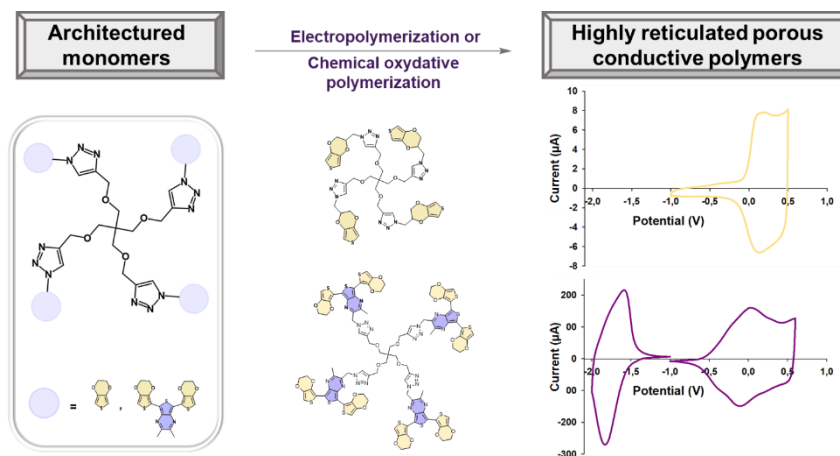 Architectured
monomers
Electropolymerization or
Chemical oxydative
polymerization
Highly reticulated porous
conductive polymers
= ,
Current (µA)
10
8
6
4
2
0
-2
-4
-6
-8
2,0
-1,5
-1,0
-0,5
0,0
0,5
1,0
Potential (V)
Current (µA)
200
00
0
00
-200
-300
2,0
-1,5
-1,0
-0,5
0,0
0,5
1,0
Potential (V)